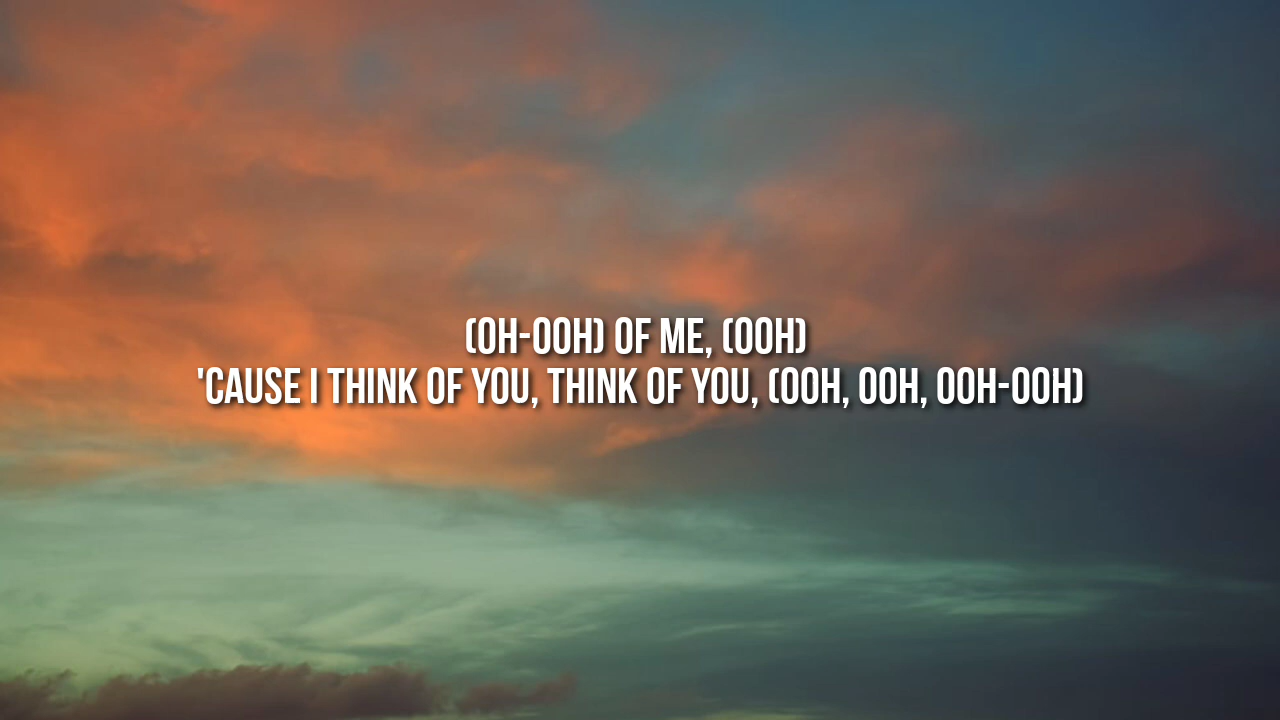 (OH-OOH) OF ME, (OOH)
'CAUSE I THINK OF YOU, THINK OF YOU, (OOH, OOH, OOH-OOH)